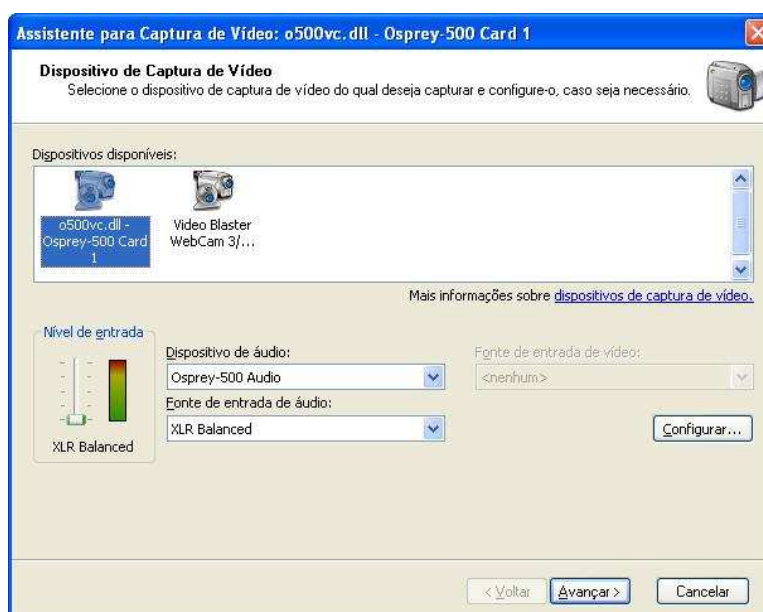 Assistente para Captura de Vídeo: o500vc.dll - Osprey-500 Card 1
Dispositivo de Captura de Vídeo
Selecione o dispositivo de captura de vídeo do qual deseja capturar e configure-o, caso seja necessário.
Dispositivos disponíveis:
o500vc.dll -
Osprey-500 Card
1
Video Blaster
WebCam 3/...
Mais informações sobre dispositivos de captura de vídeo.
Nível de entrada
XLR Balanced
Dispositivo de áudio:
Osprey-500 Audio
Fonte de entrada de áudio:
XLR Balanced
Fonte de entrada de vídeo:
<nenhum>
Configurar...
< Voltar
Avançar >
Cancelar